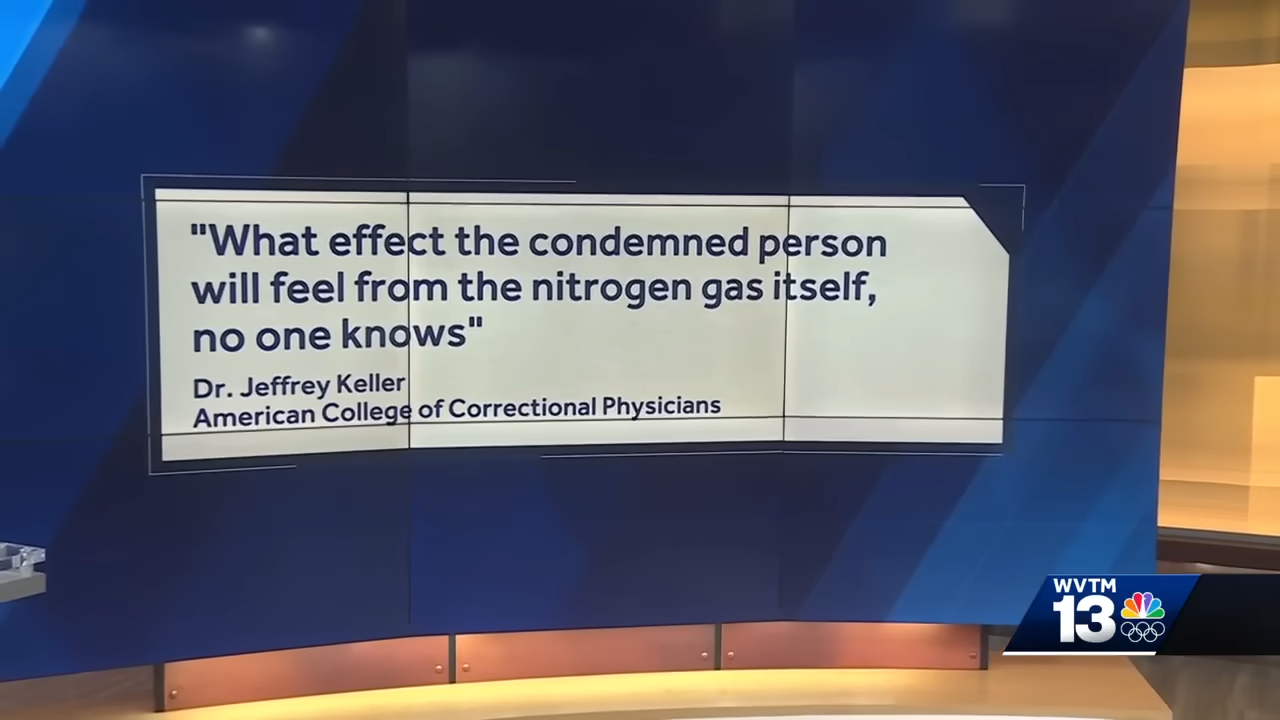 "What effect the condemned person
will feel from the nitrogen gas itself,
no one knows"
Dr. Jeffrey Keller
American College of Correctional Physicians
WVTM
13